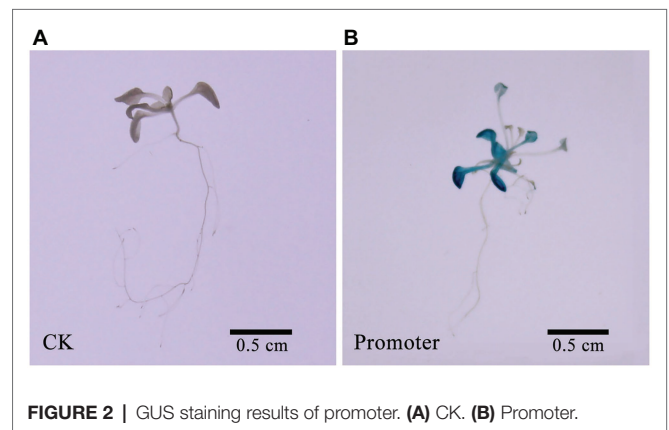 A
B
CK
0.5 cm
Promoter
0.5 cm
FIGURE 2 | GUS staining results of promoter. (A) CK. (B) Promoter.